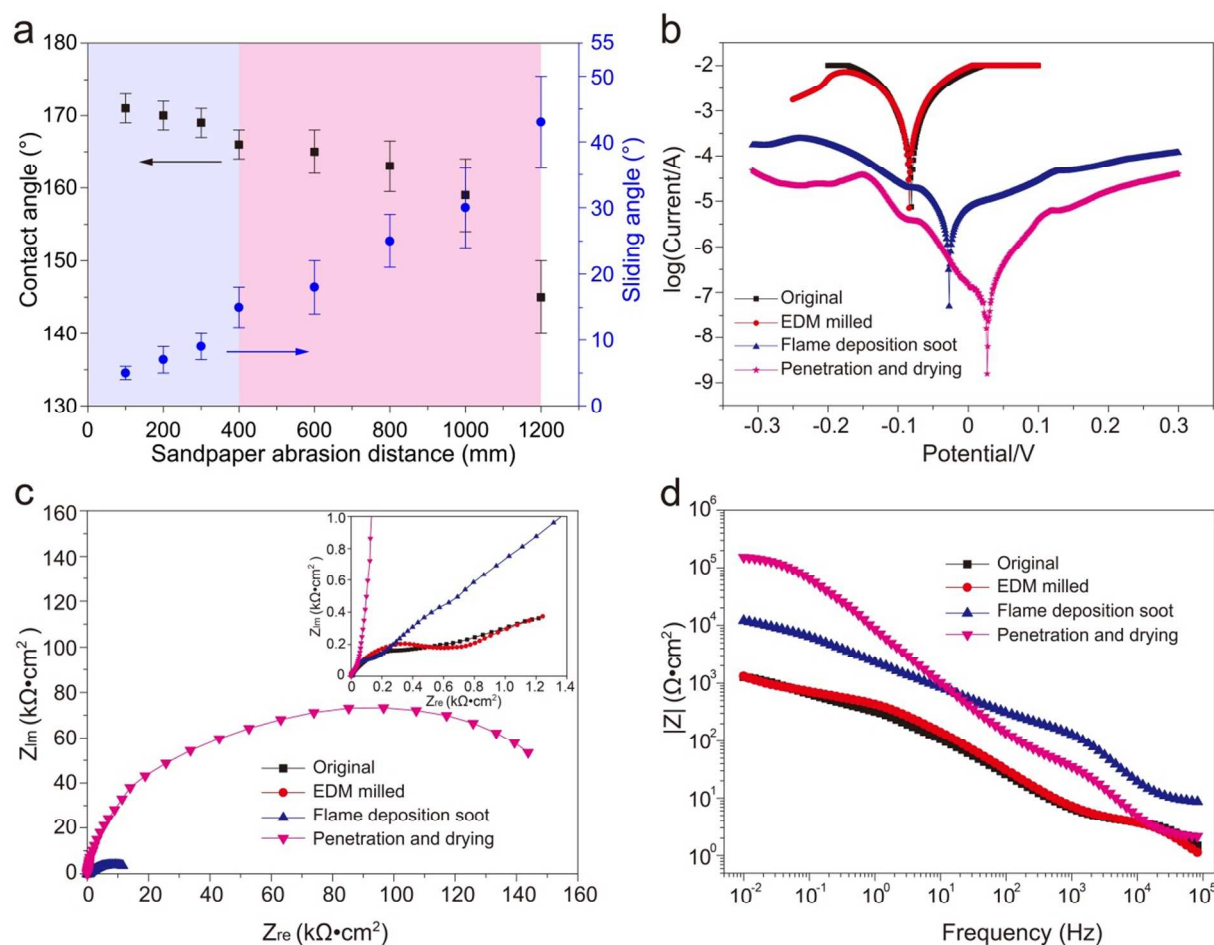 a
180
170
160
150
140
130
Contact angle (°)
55
50
40
30
20
10
0
Sliding angle (°)
0 200 400 600 800 1000 1200
Sandpaper abrasion distance (mm)
b
-2
-3
-4
-5
-6
-7
-8
-9
log(Current/A)
Original
EDM milled
Flame deposition soot
Penetration and drying
-0.3 -0.2 -0.1 0 0.1 0.2 0.3
Potential/V
c
160
140
120
100
80
60
40
20
0
ZIm (kΩ•cm²)
1.0
0.8
0.6
0.4
0.2
0
ZIm (kΩ•cm²)
0 0.2 0.4 0.6 0.8 1.0 1.2 1.4
Zre (kΩ•cm²)
Original
EDM milled
Flame deposition soot
Penetration and drying
0 20 40 60 80 100 120 140 160
Zre (kΩ•cm²)
d
10⁶
10⁵
10⁴
10³
10²
10¹
10⁰
|Z| (Ω•cm²)
Original
EDM milled
Flame deposition soot
Penetration and drying
10⁻² 10⁻¹ 10⁰ 10¹ 10² 10³ 10⁴ 10⁵
Frequency (Hz)